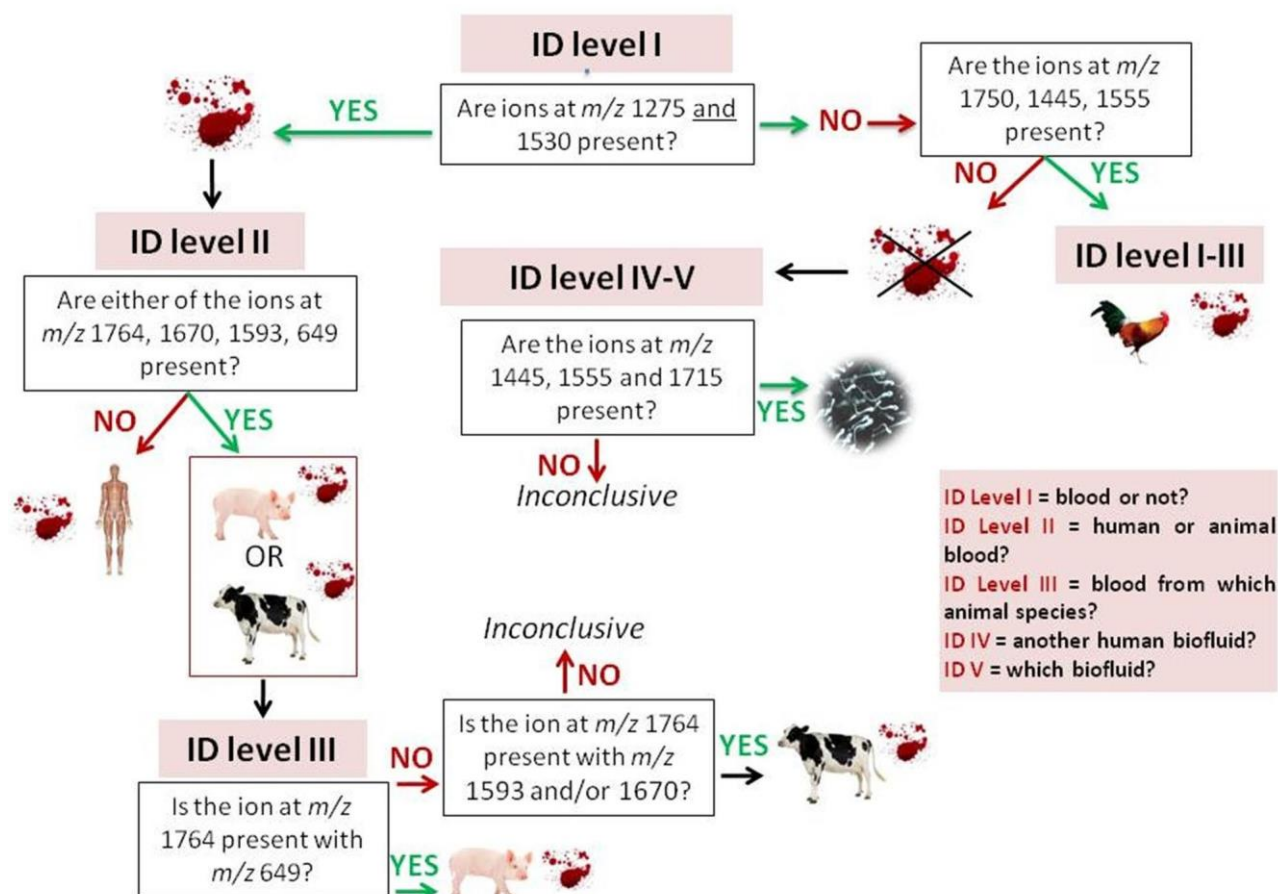 ID level I
Are ions at m/z 1275 and
1530 present?
YES
NO
Are the ions at m/z
1750, 1445, 1555
present?
NO
YES
ID level I-III
ID level II
Are either of the ions at
m/z 1764, 1670, 1593, 649
present?
NO
YES
OR
ID level IV-V
Are the ions at m/z
1445, 1555 and 1715
present?
YES
NO
Inconclusive
ID Level I = blood or not?
ID Level II = human or animal
blood?
ID Level III = blood from which
animal species?
ID IV = another human biofluid?
ID V = which biofluid?
ID level III
Is the ion at m/z
1764 present with
m/z 649?
NO
YES
Inconclusive
NO
Is the ion at m/z 1764
present with m/z
1593 and/or 1670?
YES